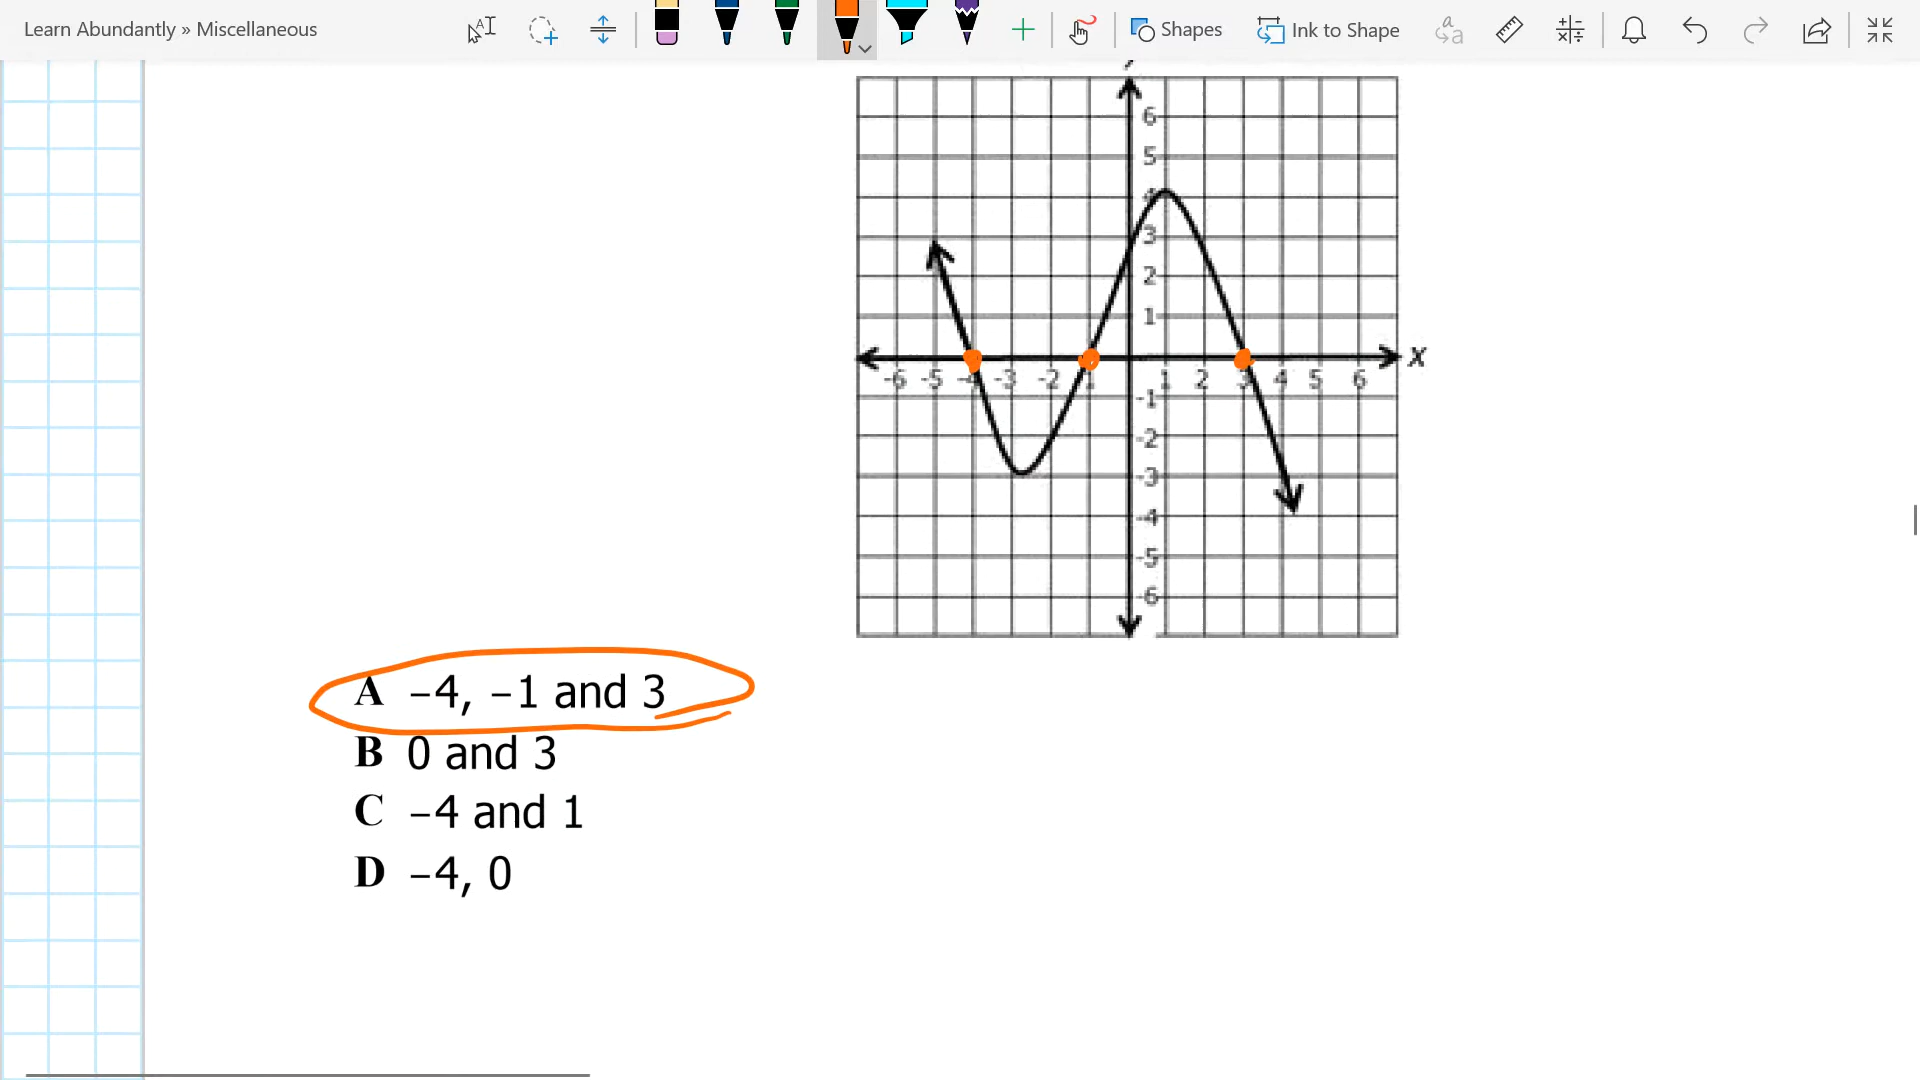 Learn Abundantly » Miscellaneous
Shapes
Ink to Shape
6
5
4
3
2
1
x
-6 -5 -4 -3 -2 1 1 2 3 4 5 6
-1
-2
-3
-4
-5
-6
A −4, −1 and 3
B 0 and 3
C −4 and 1
D −4, 0